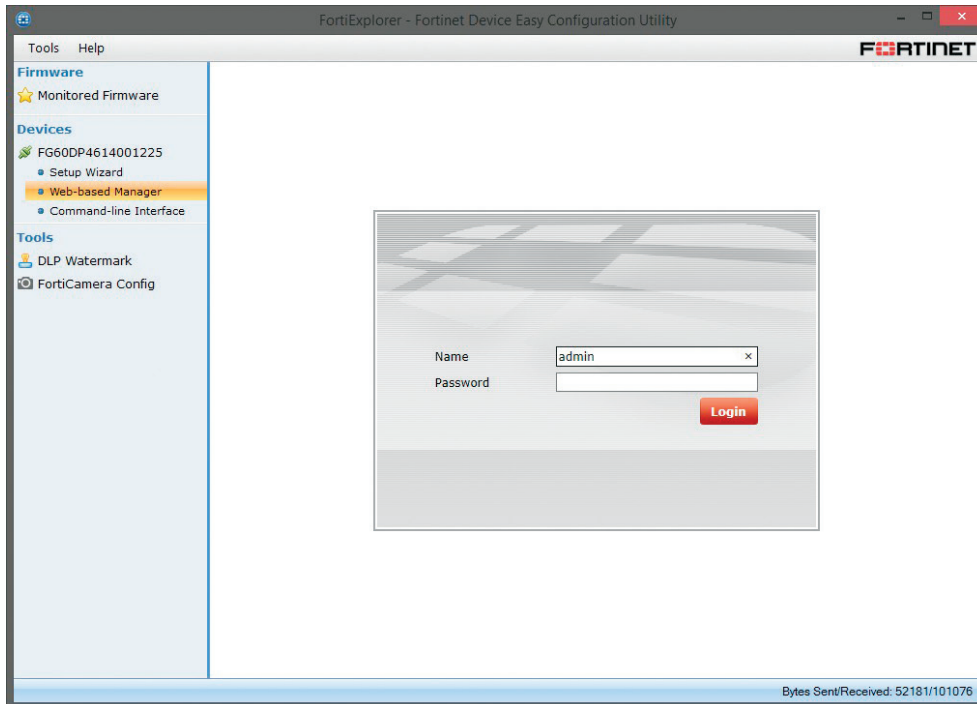 FortiExplorer - Fortinet Device Easy Configuration Utility
Tools Help
FORTINET
Firmware
Monitored Firmware
Devices
FG60DP4614001225
Setup Wizard
Web-based Manager
Command-line Interface
Tools
DLP Watermark
FortiCamera Config
Name admin
Password
Login
Bytes Sent/Received: 52181/101076